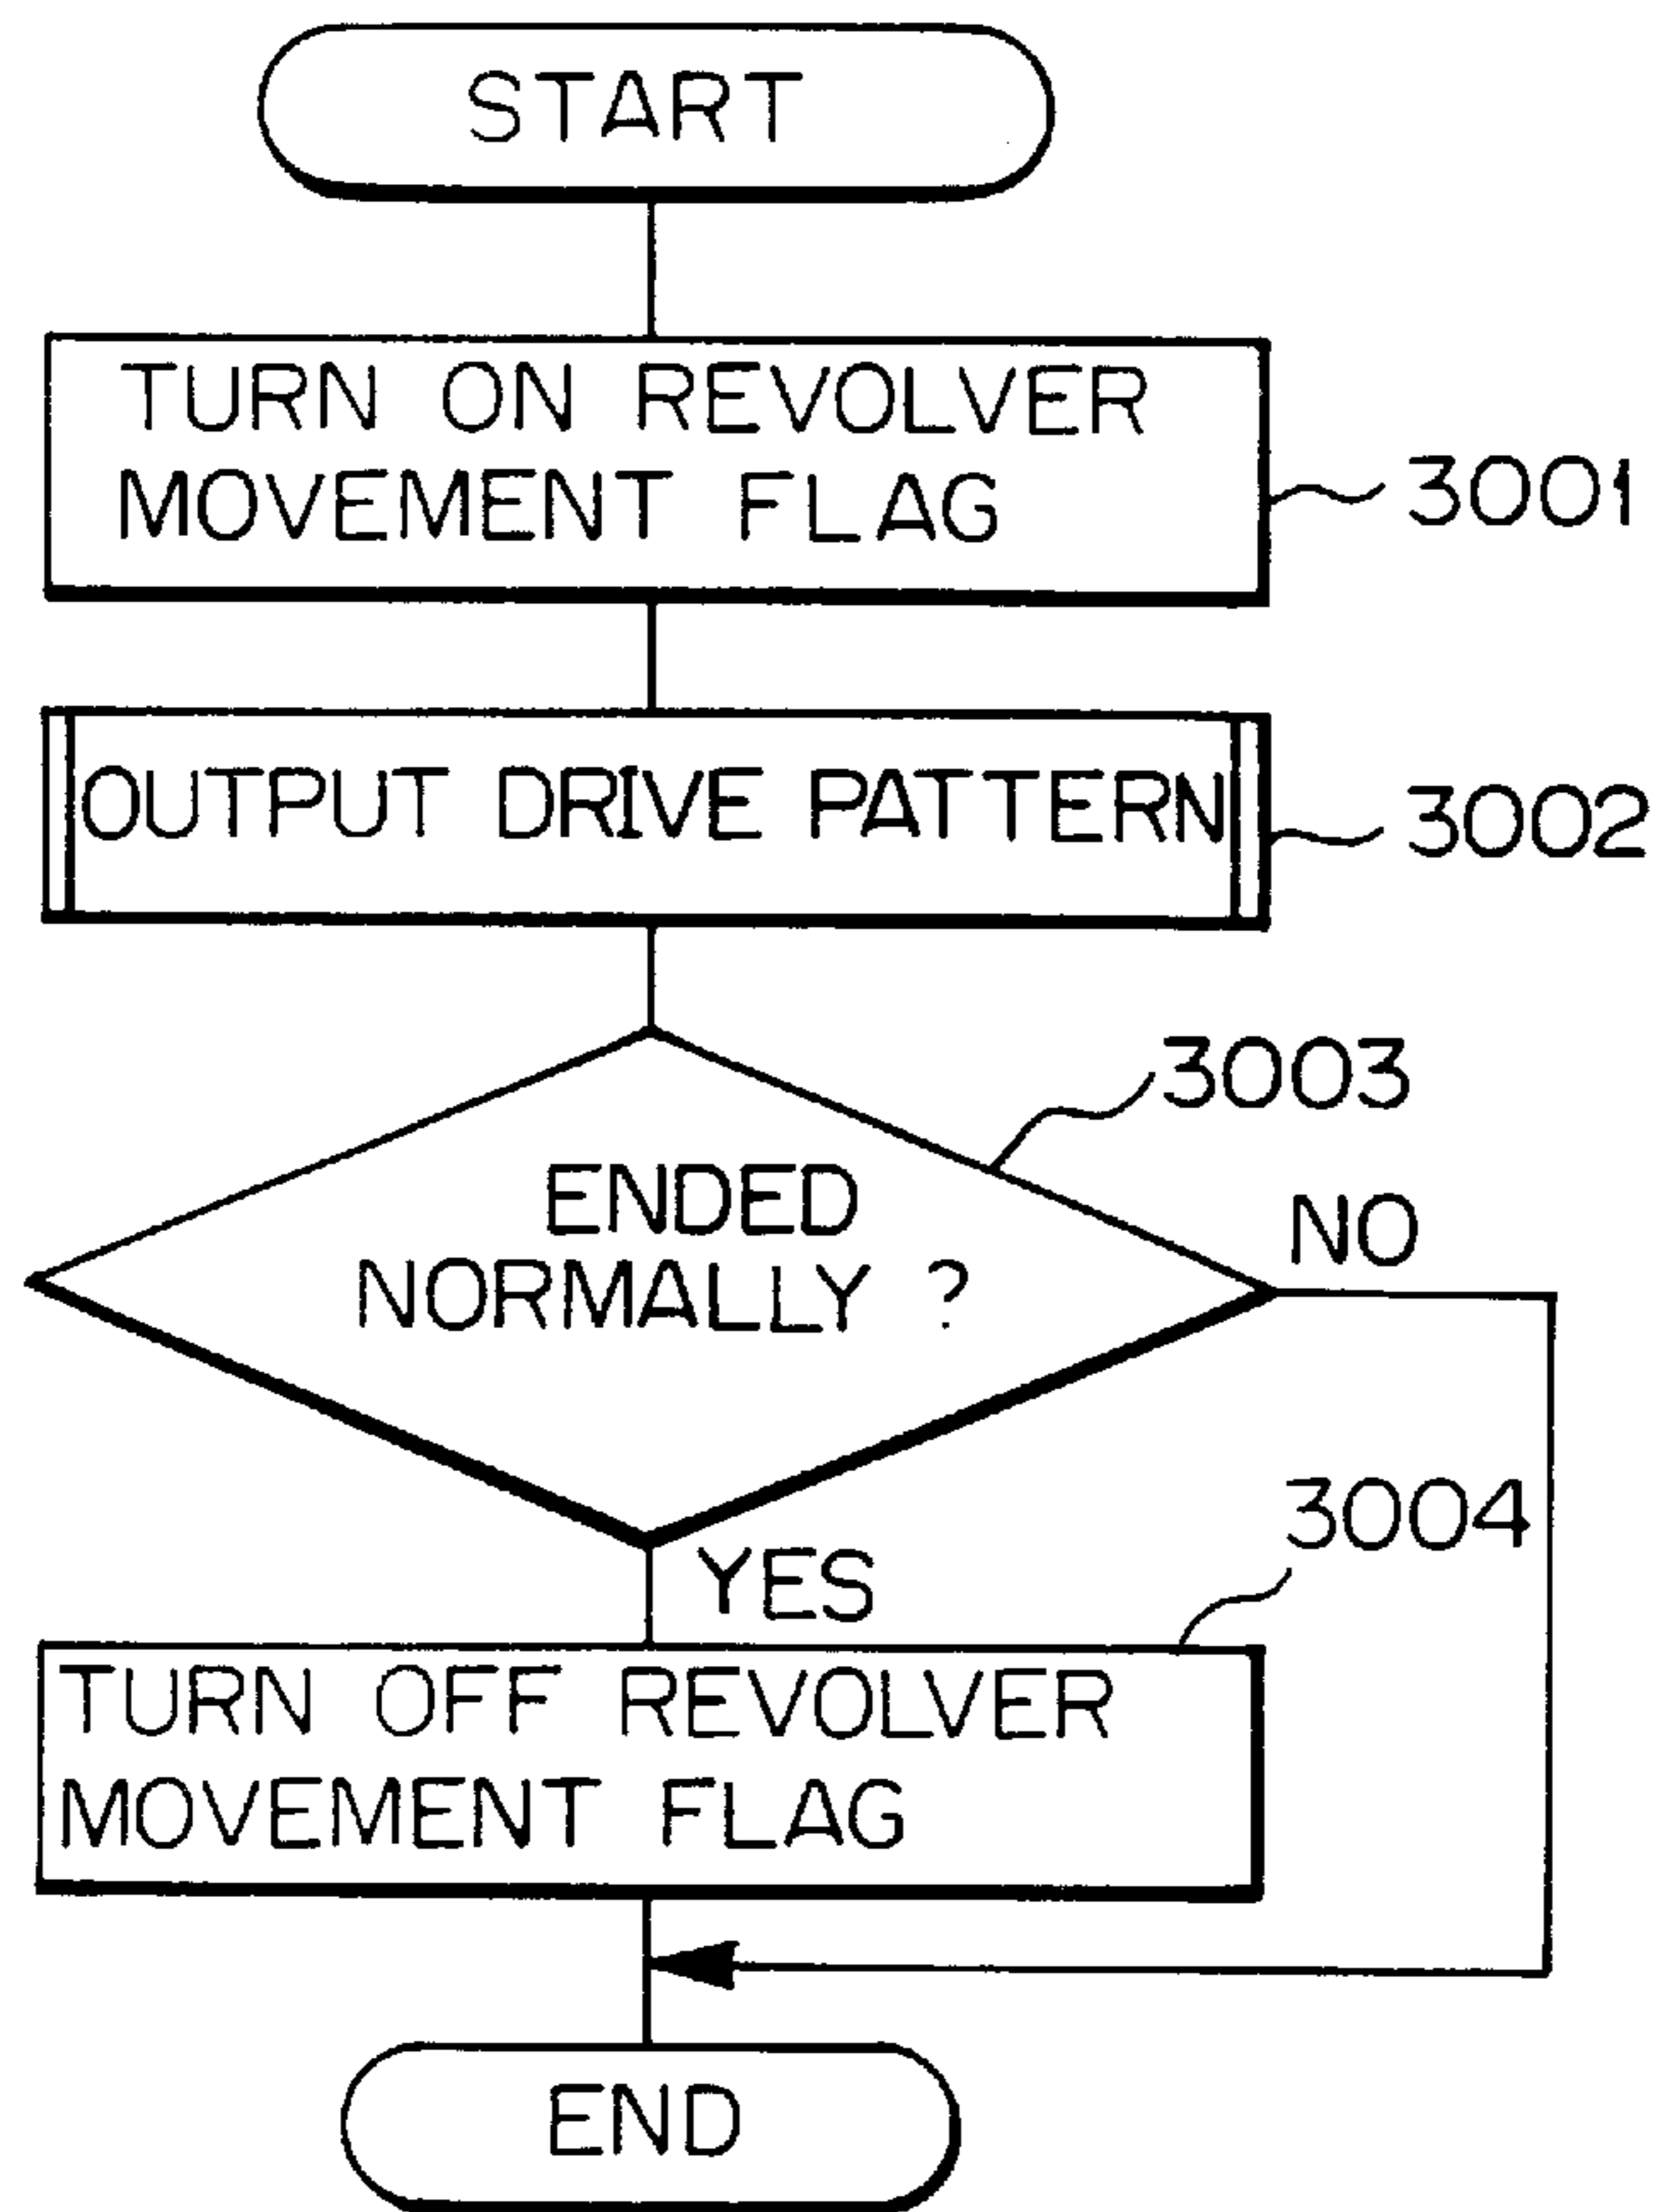 START
TURN ON REVOLVER
MOVEMENT FLAG
3001
OUTPUT DRIVE PATTERN
3002
3003
ENDED
NORMALLY ?
NO
YES
3004
TURN OFF REVOLVER
MOVEMENT FLAG
END